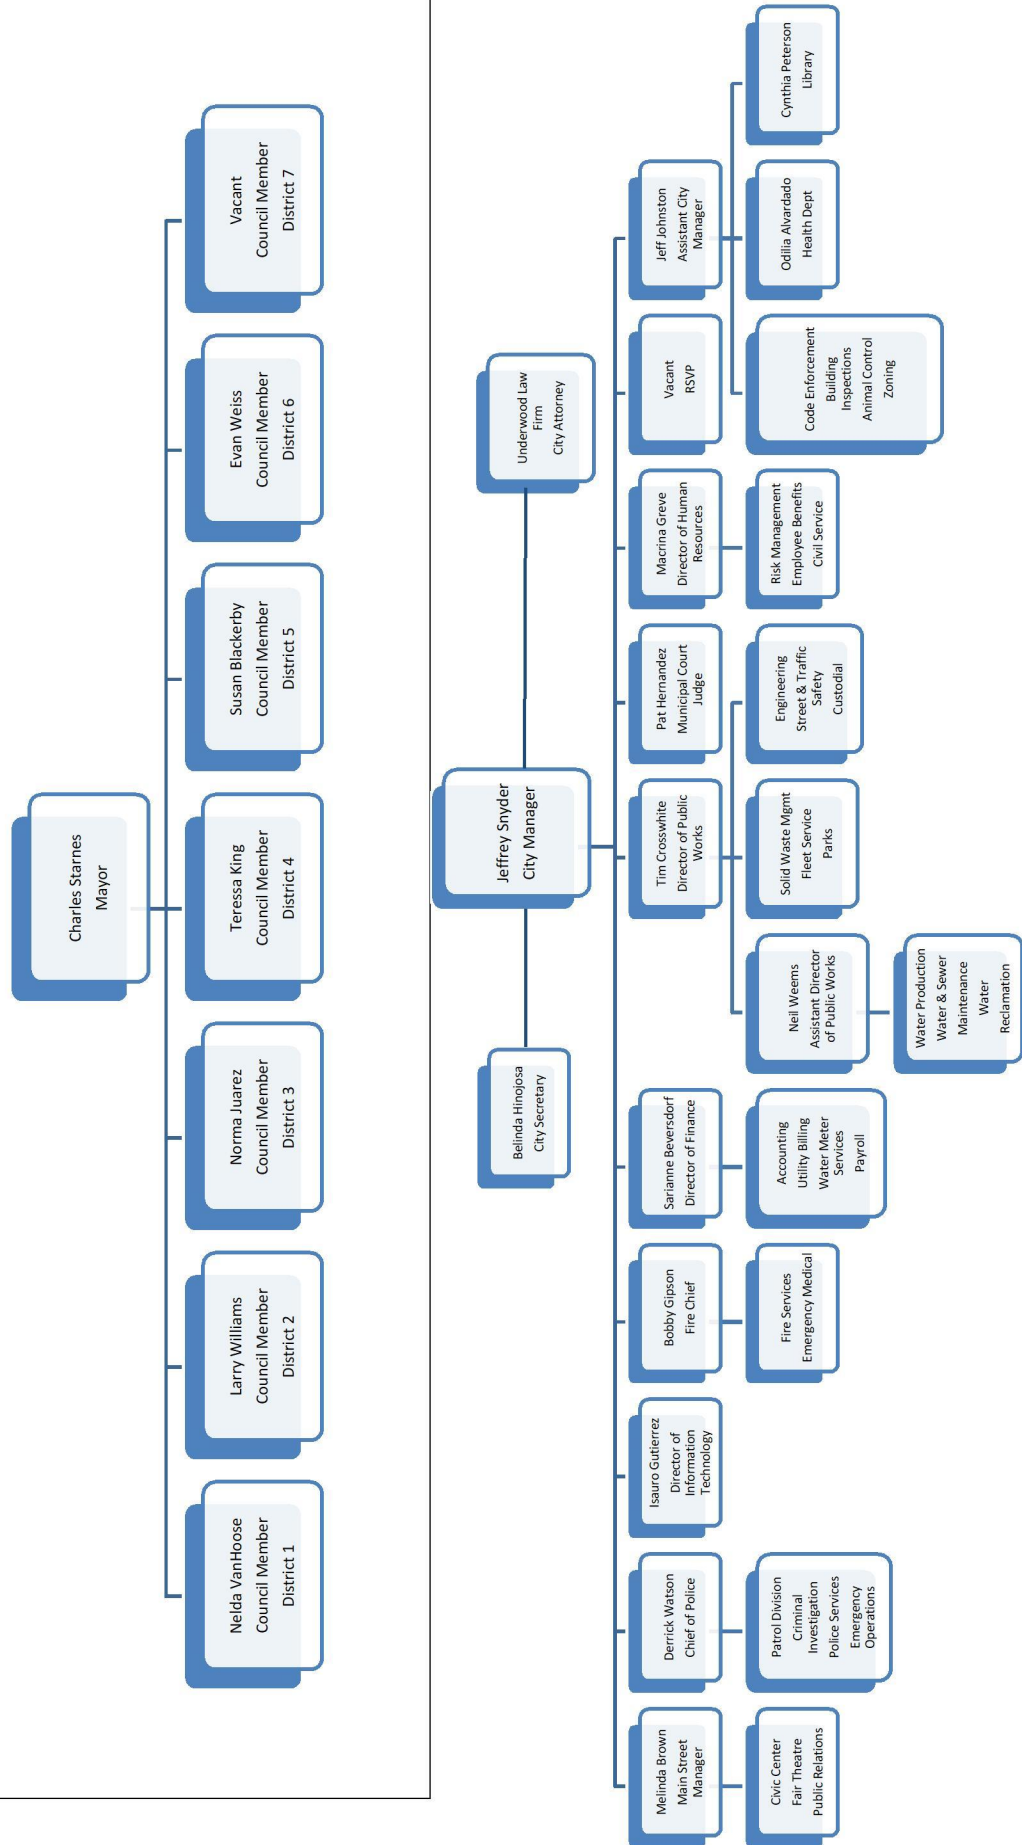 Charles Starnes
Mayor
Nelda VanHoose
Council Member
District 1
Larry Williams
Council Member
District 2
Norma Juarez
Council Member
District 3
Teressa King
Council Member
District 4
Susan Blackerby
Council Member
District 5
Evan Weiss
Council Member
District 6
Vacant
Council Member
District 7
Jeffrey Snyder
City Manager
Belinda Hinojosa
City Secretary
Underwood Law
Firm
City Attorney
Melinda Brown
Main Street
Manager
Derrick Watson
Chief of Police
Isauro Gutierrez
Director of
Information
Technology
Bobby Gipson
Fire Chief
Sarianne Beversdorf
Director of Finance
Tim Crosswhite
Director of Public
Works
Pat Hernandez
Municipal Court
Judge
Macrina Greve
Director of Human
Resources
Vacant
RSVP
Jeff Johnston
Assistant City
Manager
Civic Center
Fair Theatre
Public Relations
Patrol Division
Criminal
Investigation
Police Services
Emergency
Operations
Fire Services
Emergency Medical
Accounting
Utility Billing
Water Meter
Services
Payroll
Neil Weems
Assistant Director
of Public Works
Solid Waste Mgmt
Fleet Service
Parks
Engineering
Street & Traffic
Safety
Custodial
Risk Management
Employee Benefits
Civil Service
Code Enforcement
Building
Inspections
Animal Control
Zoning
Odilia Alvardado
Health Dept
Cynthia Peterson
Library
Water Production
Water & Sewer
Maintenance
Water
Reclamation